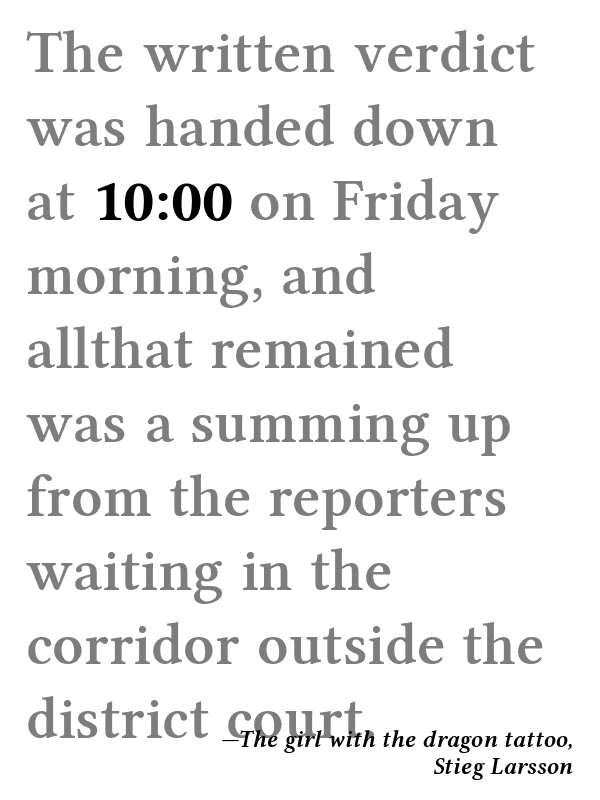 The written verdict
was handed down
at 10:00 on Friday
morning, and
allthat remained
was a summing up
from the reporters
waiting in the
corridor outside the
district court.
—The girl with the dragon tattoo,
Stieg Larsson